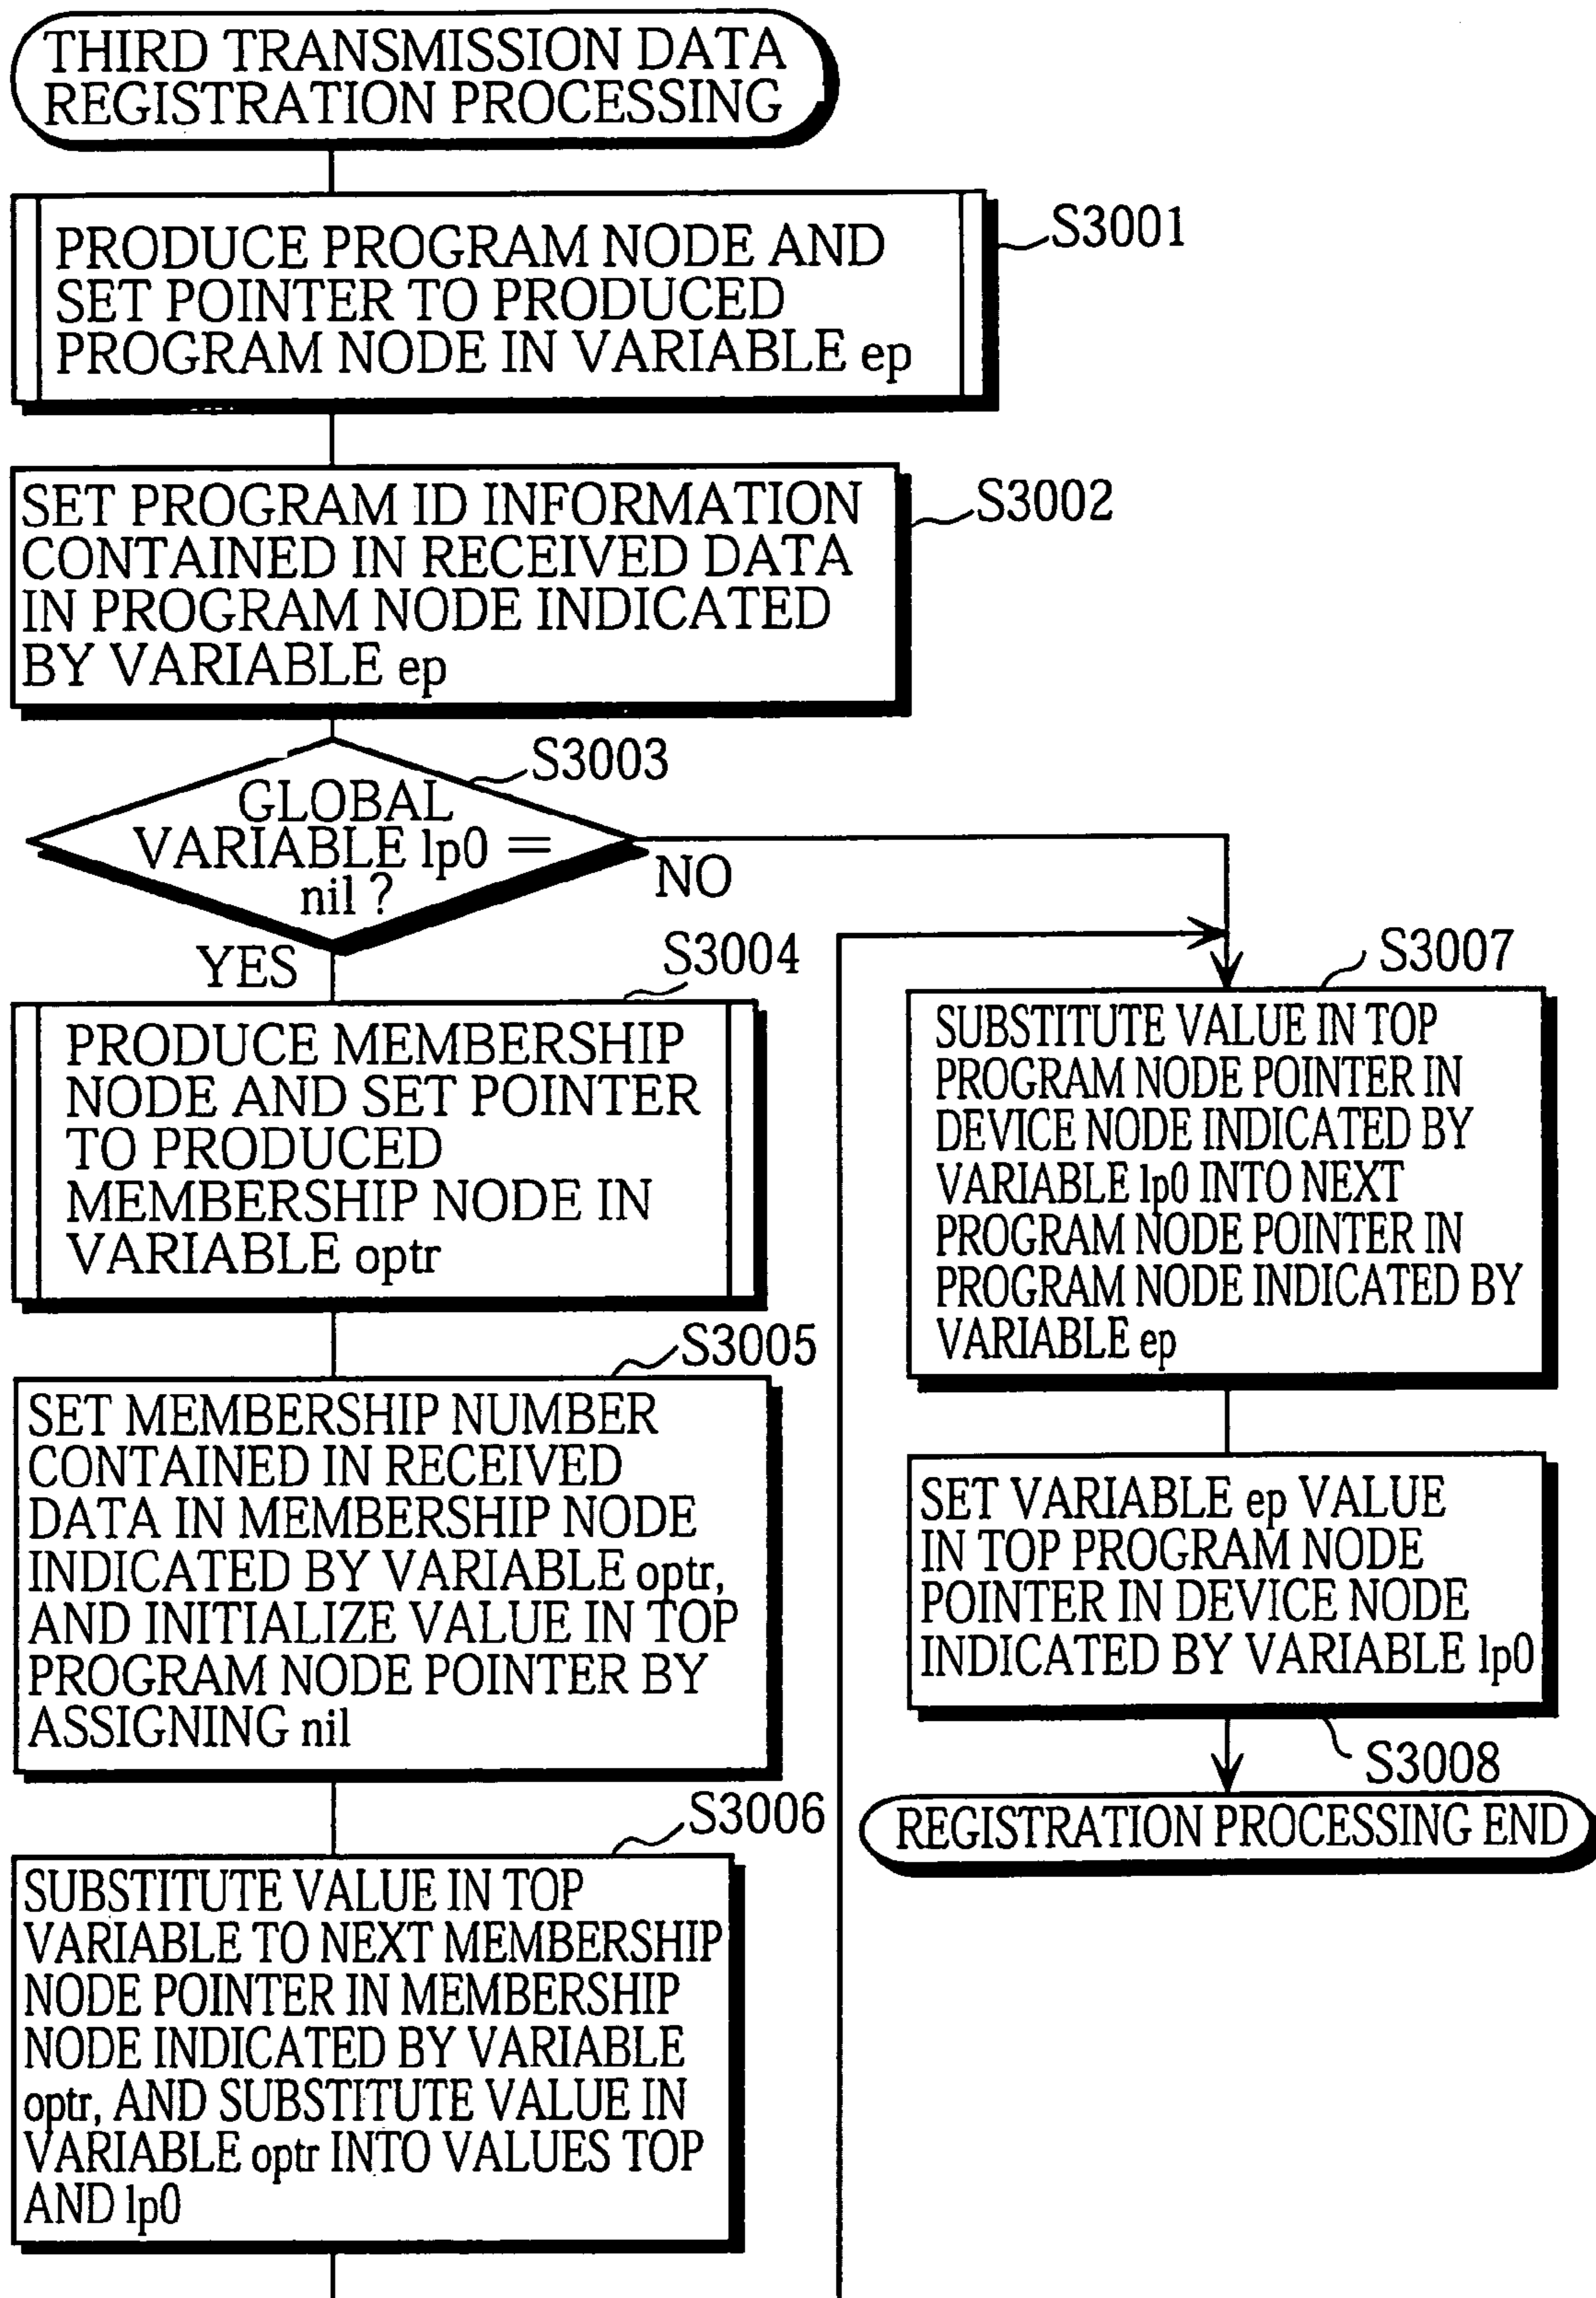 THIRD TRANSMISSION DATA
REGISTRATION PROCESSING
S3001
PRODUCE PROGRAM NODE AND
SET POINTER TO PRODUCED
PROGRAM NODE IN VARIABLE ep
S3002
SET PROGRAM ID INFORMATION
CONTAINED IN RECEIVED DATA
IN PROGRAM NODE INDICATED
BY VARIABLE ep
S3003
GLOBAL
VARIABLE lp0 =
nil ?
NO
YES
S3004
PRODUCE MEMBERSHIP
NODE AND SET POINTER
TO PRODUCED
MEMBERSHIP NODE IN
VARIABLE optr
S3005
SET MEMBERSHIP NUMBER
CONTAINED IN RECEIVED
DATA IN MEMBERSHIP NODE
INDICATED BY VARIABLE optr,
AND INITIALIZE VALUE IN TOP
PROGRAM NODE POINTER BY
ASSIGNING nil
S3006
SUBSTITUTE VALUE IN TOP
VARIABLE TO NEXT MEMBERSHIP
NODE POINTER IN MEMBERSHIP
NODE INDICATED BY VARIABLE
optr, AND SUBSTITUTE VALUE IN
VARIABLE optr INTO VALUES TOP
AND lp0
S3007
SUBSTITUTE VALUE IN TOP
PROGRAM NODE POINTER IN
DEVICE NODE INDICATED BY
VARIABLE lp0 INTO NEXT
PROGRAM NODE POINTER IN
PROGRAM NODE INDICATED BY
VARIABLE ep
SET VARIABLE ep VALUE
IN TOP PROGRAM NODE
POINTER IN DEVICE NODE
INDICATED BY VARIABLE lp0
S3008
REGISTRATION PROCESSING END